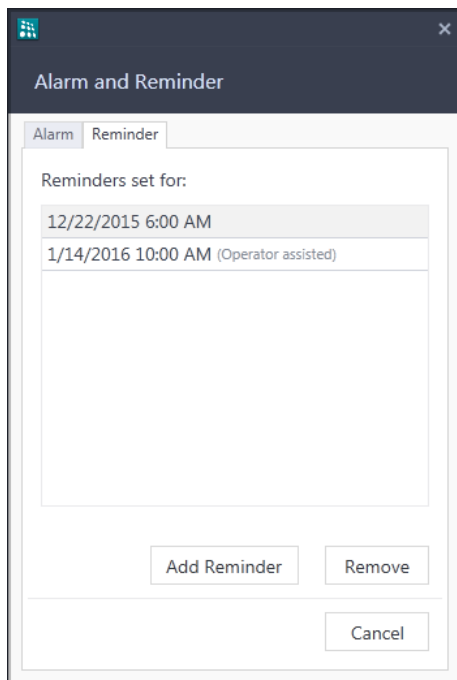 Alarm and Reminder
Alarm Reminder
Reminders set for:
12/22/2015 6:00 AM
1/14/2016 10:00 AM (Operator assisted)
Add Reminder Remove
Cancel